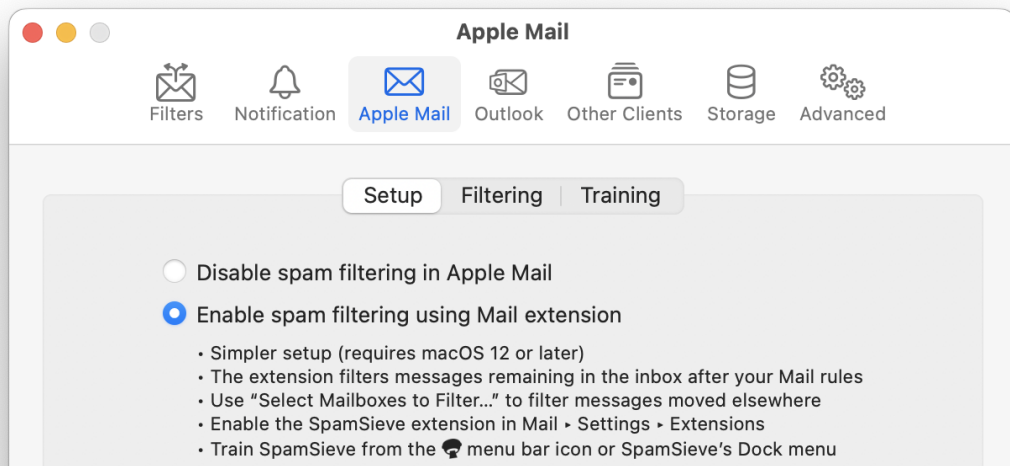 Apple Mail
Filters Notification Apple Mail Outlook Other Clients Storage Advanced
Setup Filtering Training
Disable spam filtering in Apple Mail
Enable spam filtering using Mail extension
• Simpler setup (requires macOS 12 or later)
• The extension filters messages remaining in the inbox after your Mail rules
• Use “Select Mailboxes to Filter...” to filter messages moved elsewhere
• Enable the SpamSieve extension in Mail ▸ Settings ▸ Extensions
• Train SpamSieve from the menu bar icon or SpamSieve’s Dock menu